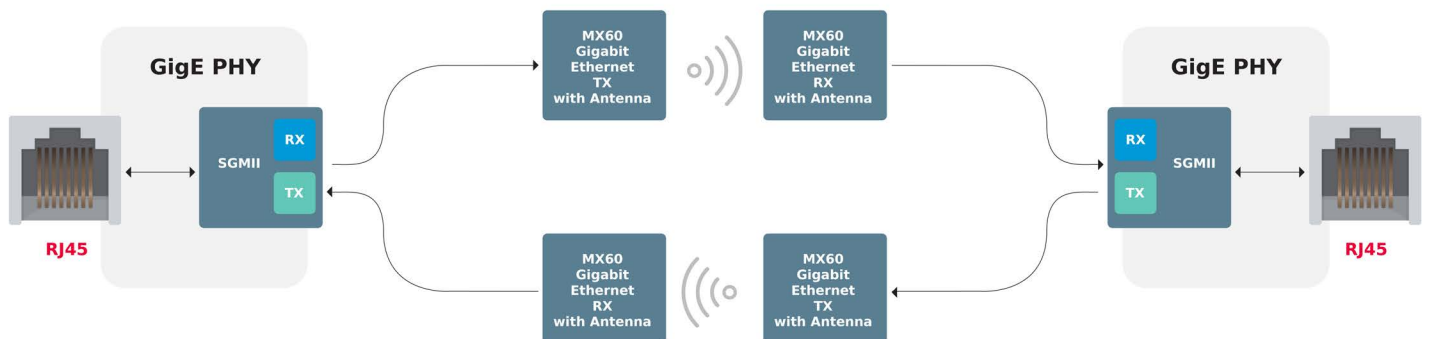 GigE PHY
SGMII
RX
TX
RJ45
MX60
Gigabit
Ethernet
TX
with Antenna
MX60
Gigabit
Ethernet
RX
with Antenna
MX60
Gigabit
Ethernet
RX
with Antenna
MX60
Gigabit
Ethernet
TX
with Antenna
GigE PHY
RX
TX
SGMII
RJ45